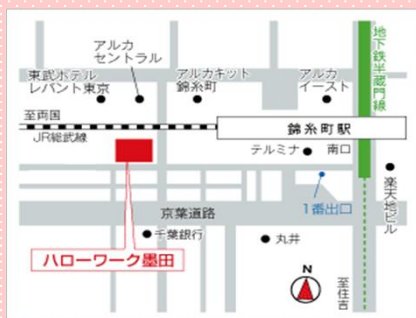 アルカ
セントラル
東武ホテル
レバント東京
アルカキット
錦糸町
アルカ
イースト
地下鉄半蔵門線
至両国
JR総武線
錦糸町駅
テルミナ
南口
1番出口
楽天地ビル
京葉道路
千葉銀行
丸井
ハローワーク墨田
N
至住吉